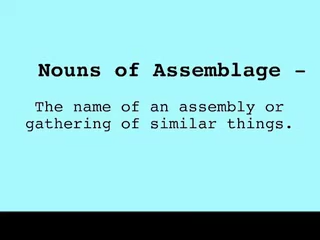 Nouns of Assemblage –
The name of an assembly or
gathering of similar things.